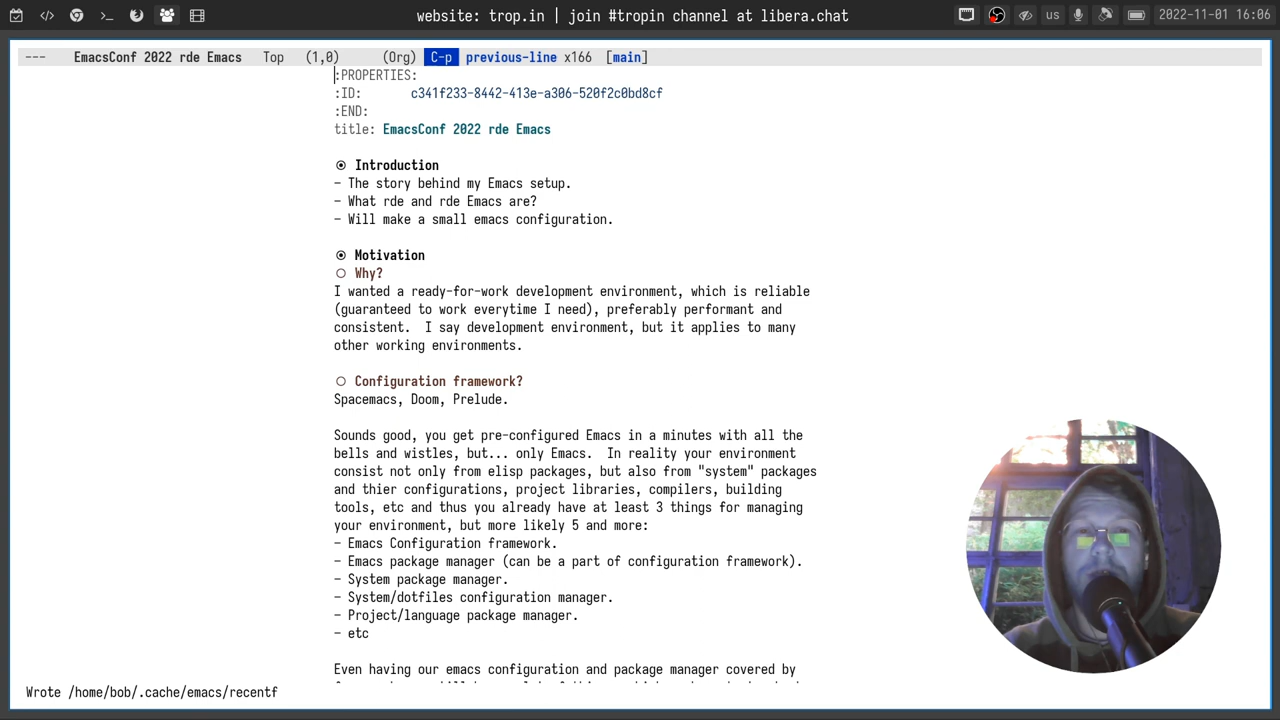 website: trop.in | join #tropin channel at libera.chat
us
2022-11-01 16:06
--- EmacsConf 2022 rde Emacs Top (1,0) (Org) C-p previous-line x166 [main]
:PROPERTIES:
:ID: c341f233-8442-413e-a306-520f2c0bd8cf
:END:
title: EmacsConf 2022 rde Emacs
Introduction
- The story behind my Emacs setup.
- What rde and rde Emacs are?
- Will make a small emacs configuration.
Motivation
Why?
I wanted a ready-for-work development environment, which is reliable
(guaranteed to work everytime I need), preferably performant and
consistent. I say development environment, but it applies to many
other working environments.
Configuration framework?
Spacemacs, Doom, Prelude.
Sounds good, you get pre-configured Emacs in a minutes with all the
bells and wistles, but... only Emacs. In reality your environment
consist not only from elisp packages, but also from "system" packages
and thier configurations, project libraries, compilers, building
tools, etc and thus you already have at least 3 things for managing
your environment, but more likely 5 and more:
- Emacs Configuration framework.
- Emacs package manager (can be a part of configuration framework).
- System package manager.
- System/dotfiles configuration manager.
- Project/language package manager.
- etc
Even having our emacs configuration and package manager covered by
Wrote /home/bob/.cache/emacs/recentf